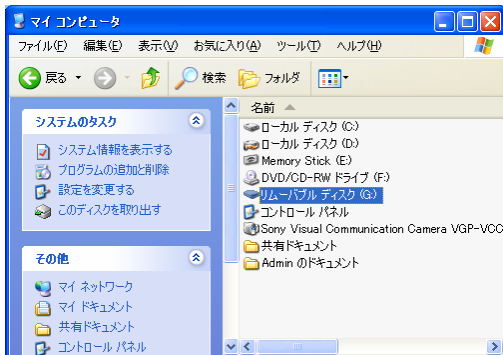 マイ コンピュータ
ファイル(F) 編集(E) 表示(V) お気に入り(A) ツール(T) ヘルプ(H)
戻る 検索 フォルダ
システムのタスク
システム情報を表示する
プログラムの追加と削除
設定を変更する
このディスクを取り出す
その他
マイ ネットワーク
マイ ドキュメント
共有ドキュメント
コントロール パネル
名前
ローカル ディスク (C:)
ローカル ディスク (D:)
Memory Stick (E:)
DVD/CD-RW ドライブ (F:)
リムーバブル ディスク (G:)
コントロール パネル
Sony Visual Communication Camera VGP-VCC
共有ドキュメント
Admin のドキュメント